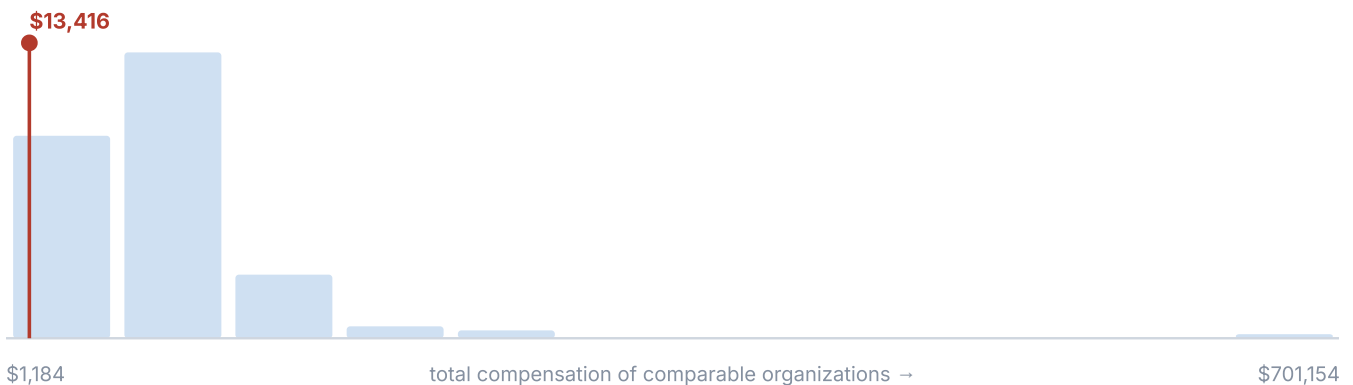 $13,416
$1,184 total compensation of comparable organizations → $701,154